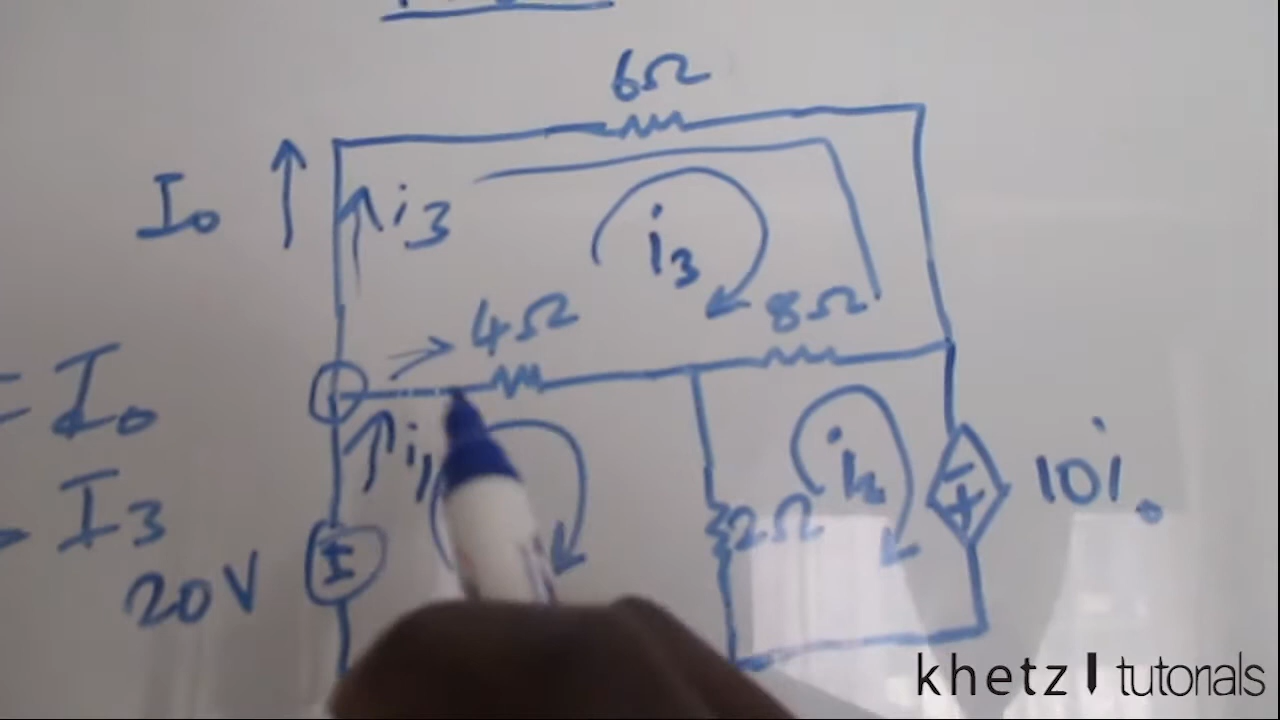 6Ω
I₀
i₃
i₃
4Ω
8Ω
= I₀
i₁
i₂
10i₀
I₃
2Ω
20V
khetz tutorials